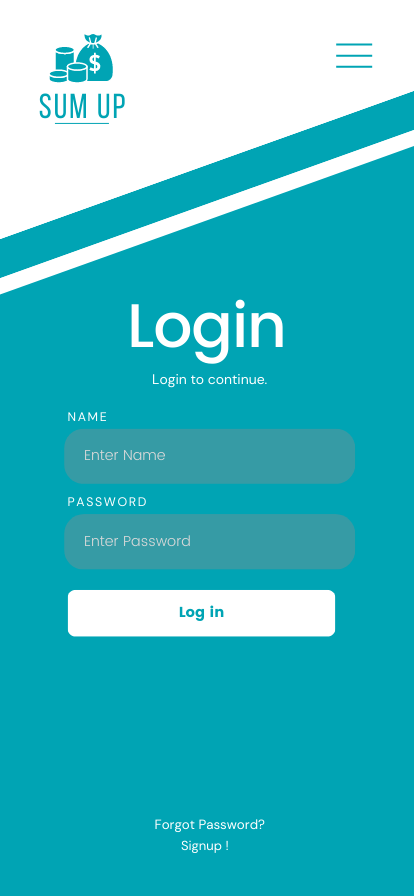 $
SUM UP
Login
Login to continue.
NAME
Enter Name
PASSWORD
Enter Password
Log in
Forgot Password?
Signup !